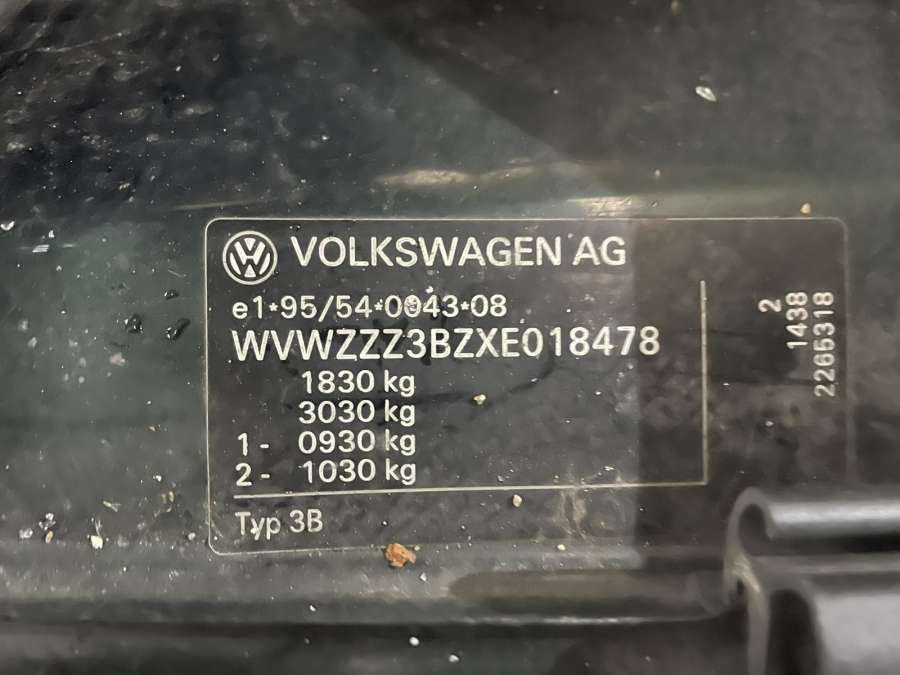 VOLKSWAGEN AG
e1*95/54*0043*08
WVWZZZ3BZXE018478
1830 kg
3030 kg
1 - 0930 kg
2 - 1030 kg
Typ 3B
2
1438
2265318